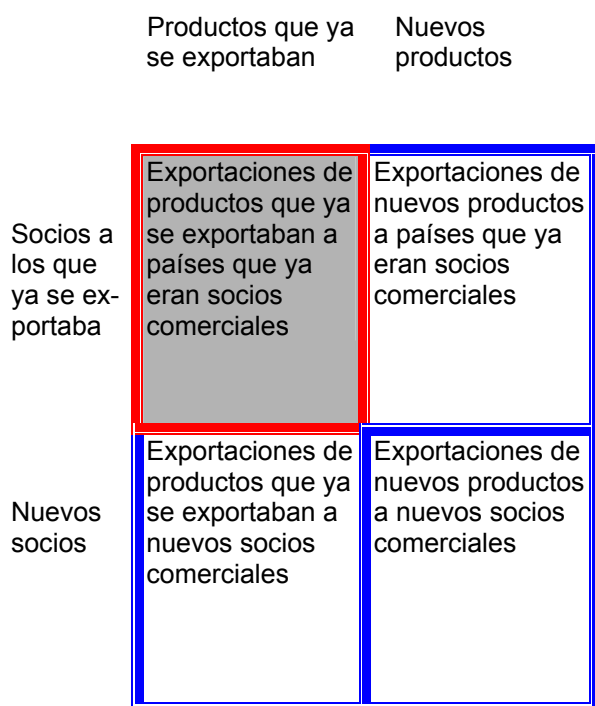 Productos que ya
se exportaban
Nuevos
productos
Socios a
los que
ya se ex-
portaba
Exportaciones de
productos que ya
se exportaban a
países que ya
eran socios
comerciales
Exportaciones de
nuevos productos
a países que ya
eran socios
comerciales
Nuevos
socios
Exportaciones de
productos que ya
se exportaban a
nuevos socios
comerciales
Exportaciones de
nuevos productos
a nuevos socios
comerciales